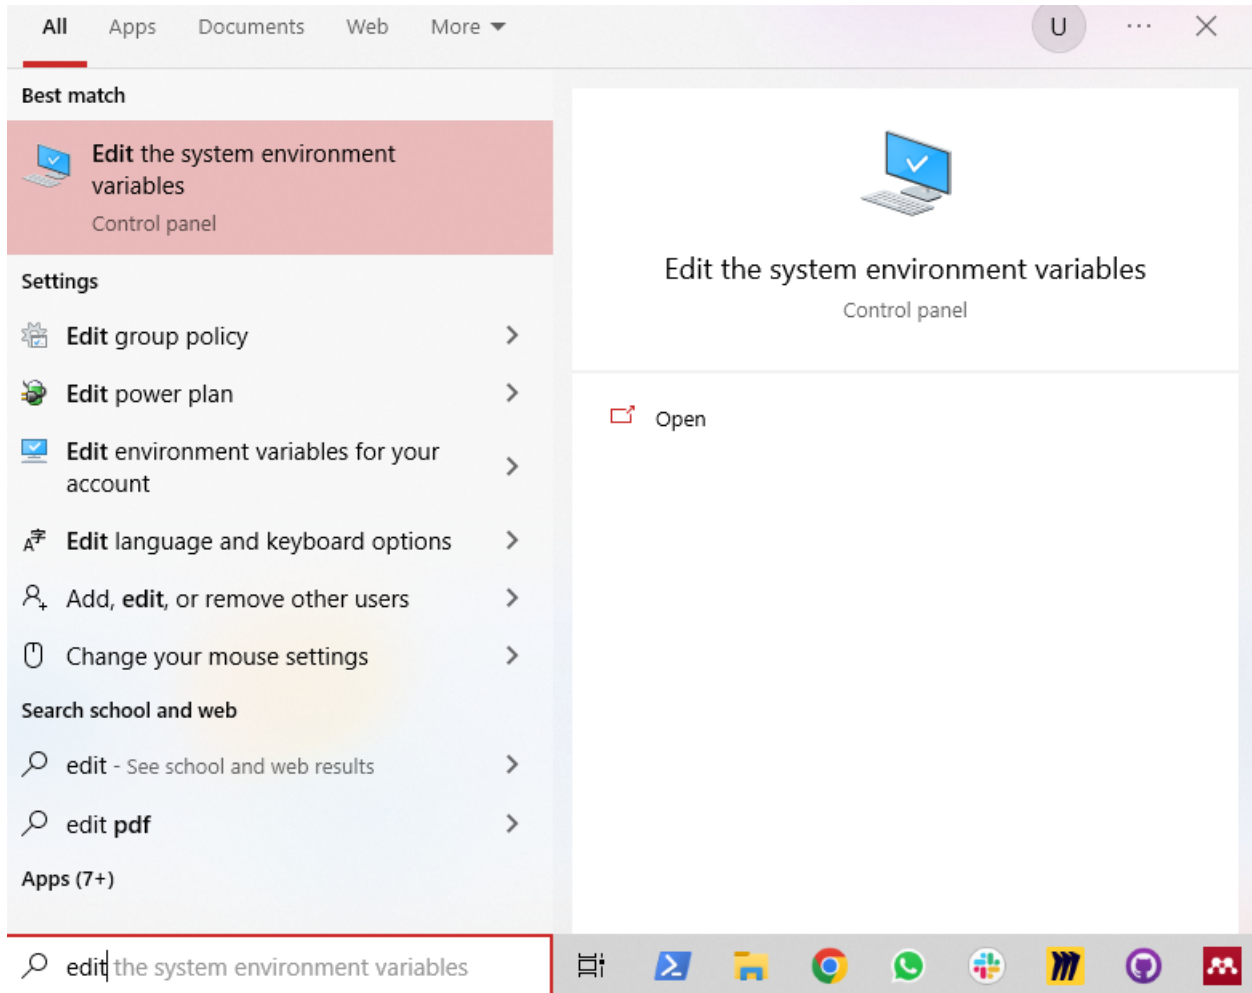 All Apps Documents Web More U ...
Best match
Edit the system environment
variables
Control panel
Settings
Edit group policy
Edit power plan
Edit environment variables for your
account
Edit language and keyboard options
Add, edit, or remove other users
Change your mouse settings
Search school and web
edit - See school and web results
edit pdf
Apps (7+)
edit the system environment variables
Edit the system environment variables
Control panel
Open